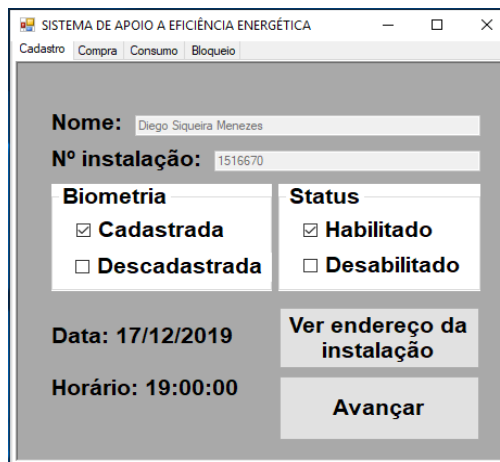 SISTEMA DE APOIO A EFICIÊNCIA ENERGÉTICA
Cadastro Compra Consumo Bloqueio
Nome: Diego Siqueira Menezes
Nº instalação: 1516670
Biometria
Cadastrada
Descadastrada
Status
Habilitado
Desabilitado
Data: 17/12/2019
Horário: 19:00:00
Ver endereço da
instalação
Avançar